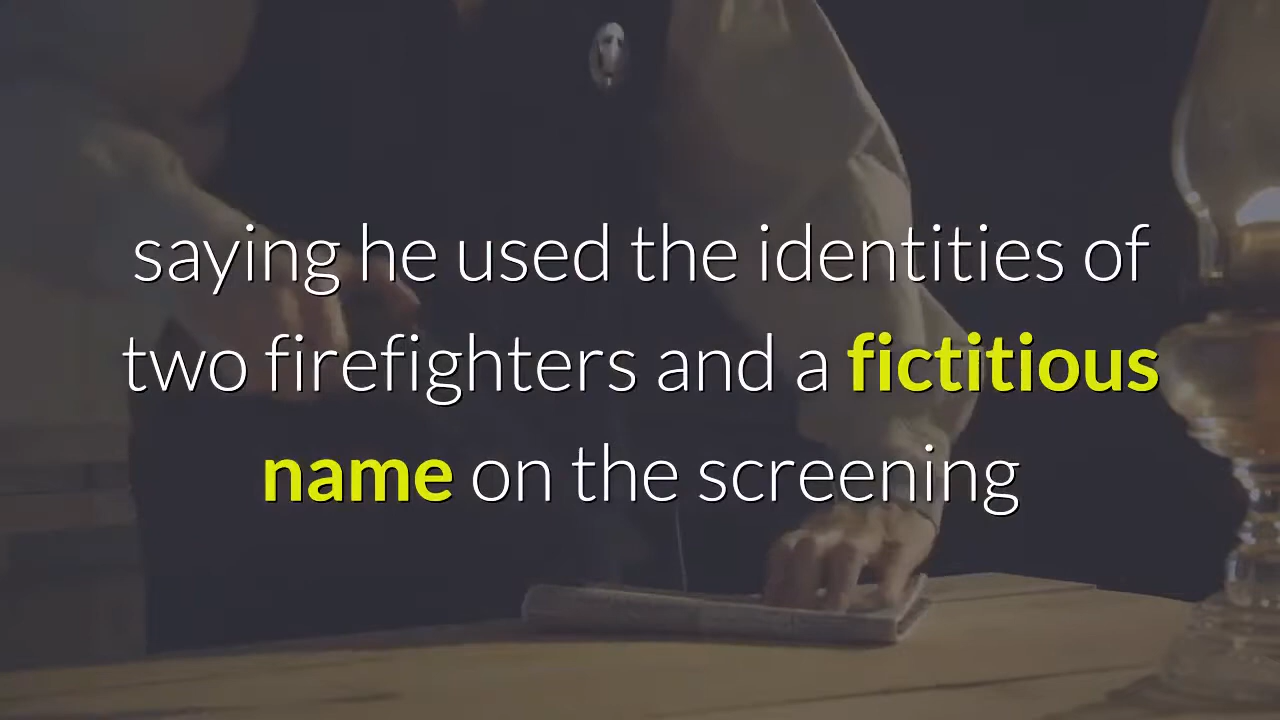 saying he used the identities of
two firefighters and a fictitious
name on the screening